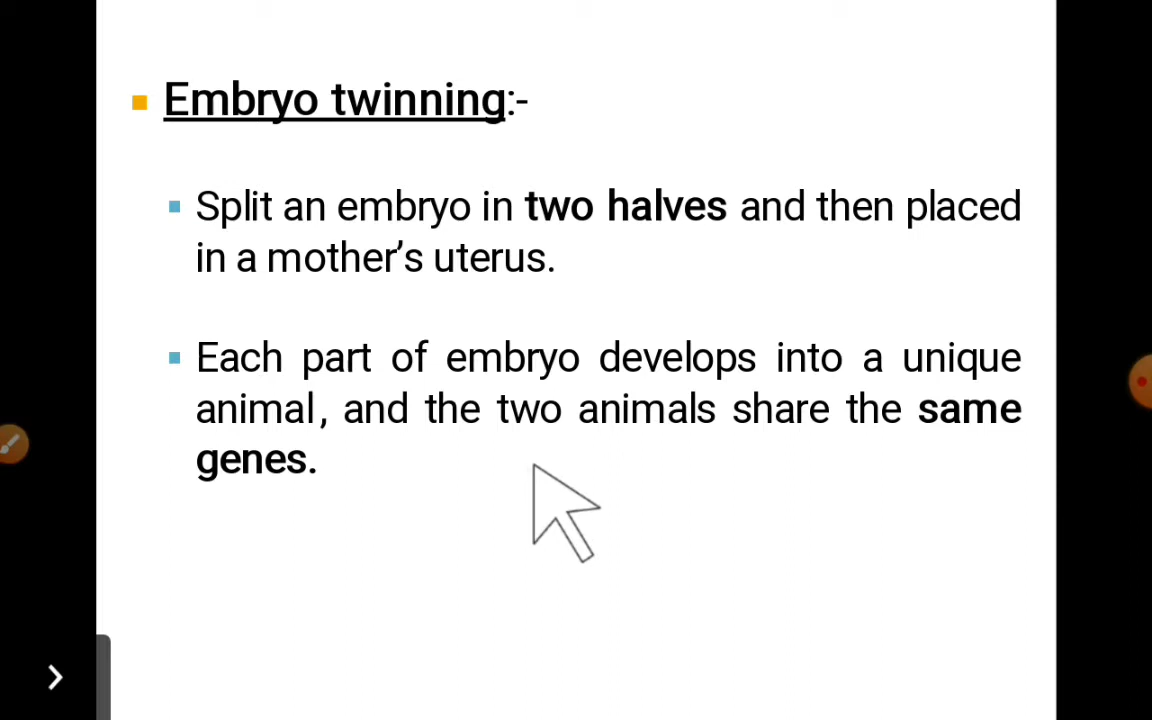 Embryo twinning:-
Split an embryo in two halves and then placed
in a mother’s uterus.
Each part of embryo develops into a unique
animal, and the two animals share the same
genes.